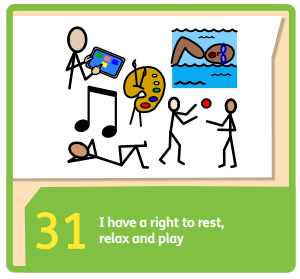 31
I have a right to rest,
relax and play